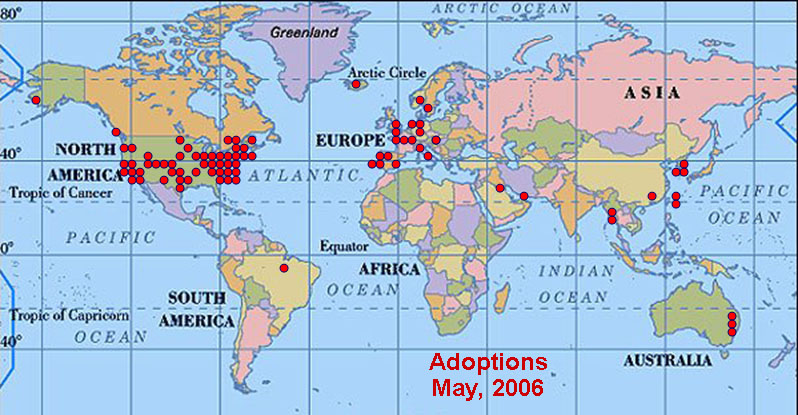 ARCTIC OCEAN
80°
Greenland
Arctic Circle
ASIA
NORTH
AMERICA
EUROPE
40°
ATLANTIC
Tropic of Cancer
PACIFIC
OCEAN
PACIFIC
Equator
0°
AFRICA
INDIAN
OCEAN
OCEAN
SOUTH
AMERICA
Tropic of Capricorn
OCEAN
40°
AUSTRALIA
Adoptions
May, 2006